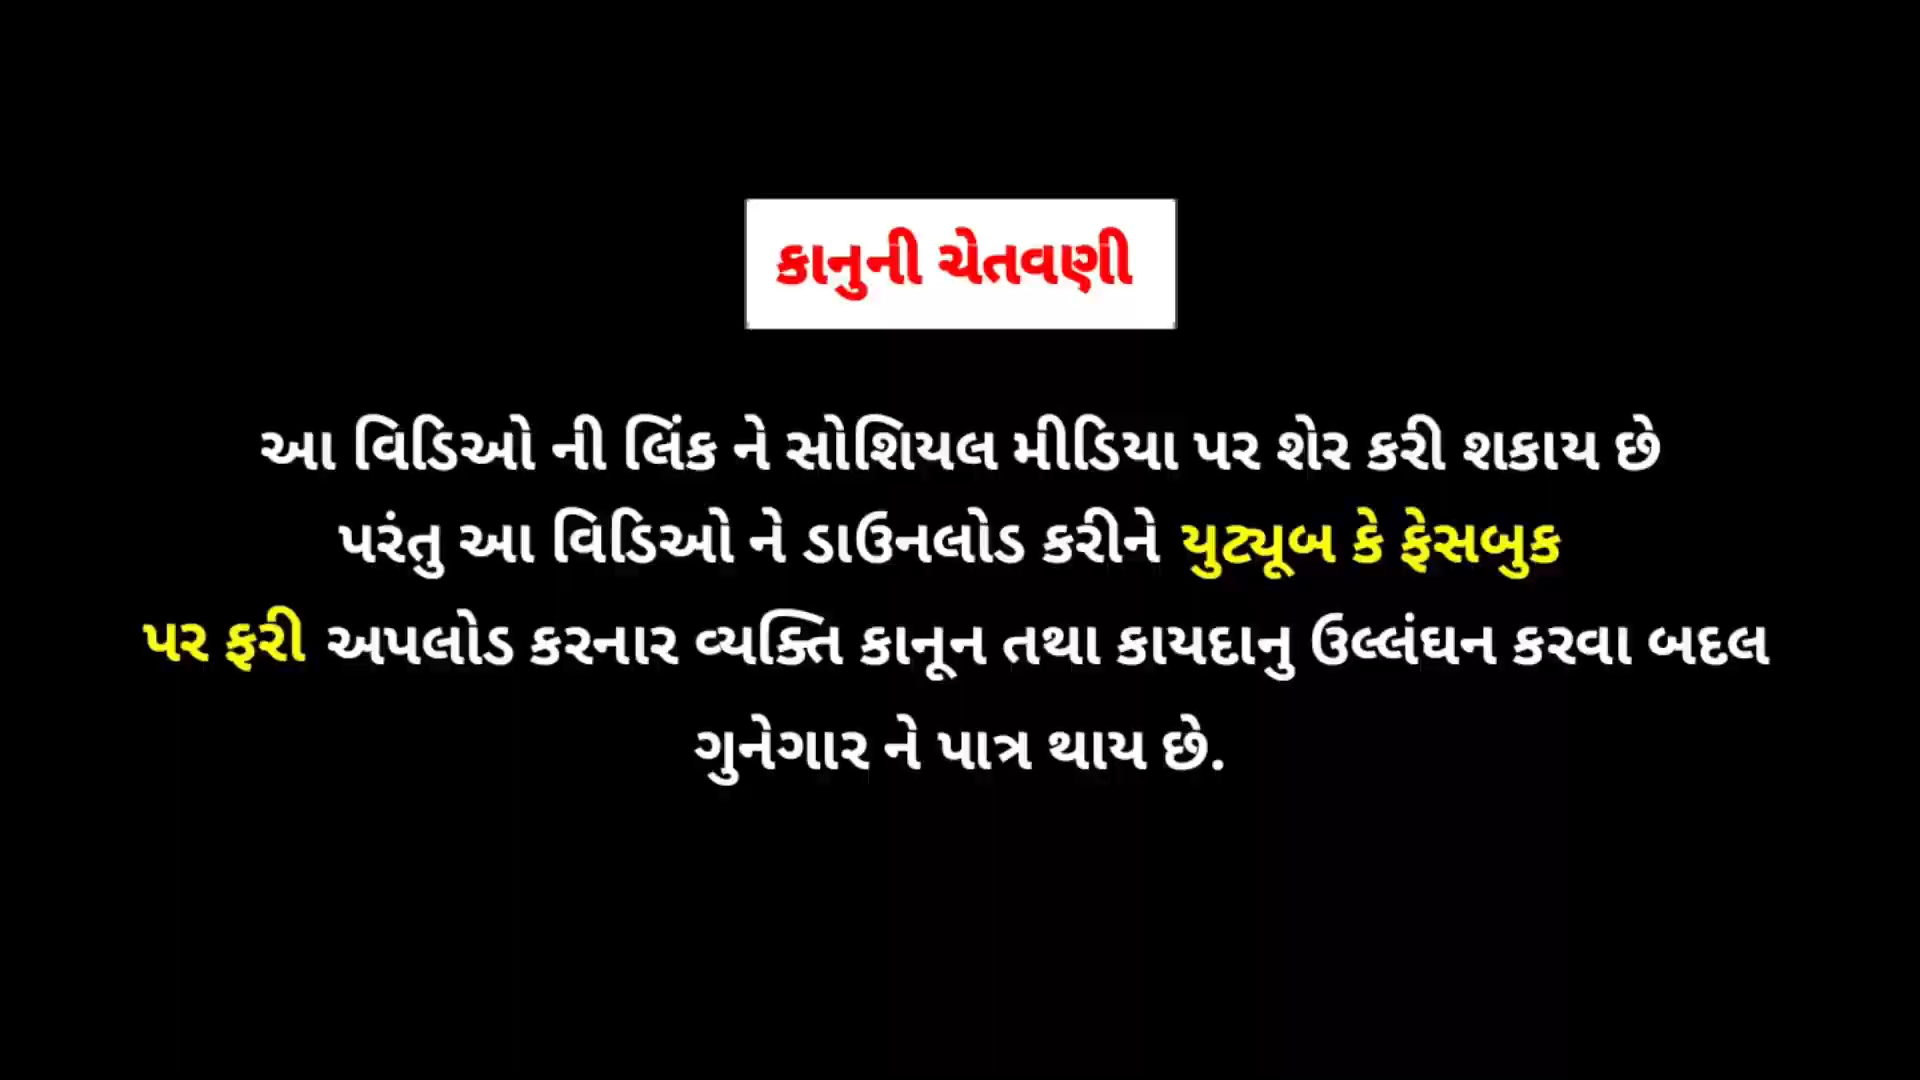 કાનુની ચેતવણી
આ વિડિઓ ની લિંક ને સોશિયલ મીડિયા પર શેર કરી શકાય છે
પરંતુ આ વિડિઓ ને ડાઉનલોડ કરીને યુટ્યૂબ કે ફેસબુક
પર ફરી અપલોડ કરનાર વ્યક્તિ કાનૂન તથા કાયદાનુ ઉલ્લંઘન કરવા બદલ
ગુનેગાર ને પાત્ર થાય છે.